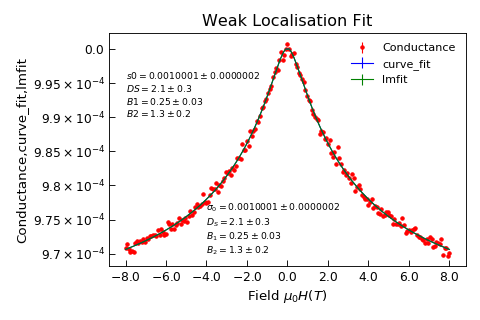 Weak Localisation Fit
Conductance,curve_fit,lmfit
0.0
9.95 × 10⁻⁴
9.9 × 10⁻⁴
9.85 × 10⁻⁴
9.8 × 10⁻⁴
9.75 × 10⁻⁴
9.7 × 10⁻⁴
s0 = 0.0010001 ± 0.0000002
DS = 2.1 ± 0.3
B1 = 0.25 ± 0.03
B2 = 1.3 ± 0.2
Conductance
curve_fit
lmfit
σ₀ = 0.0010001 ± 0.0000002
Dₛ = 2.1 ± 0.3
B₁ = 0.25 ± 0.03
B₂ = 1.3 ± 0.2
−8.0 −6.0 −4.0 −2.0 0.0 2.0 4.0 6.0 8.0
Field μ₀H(T)